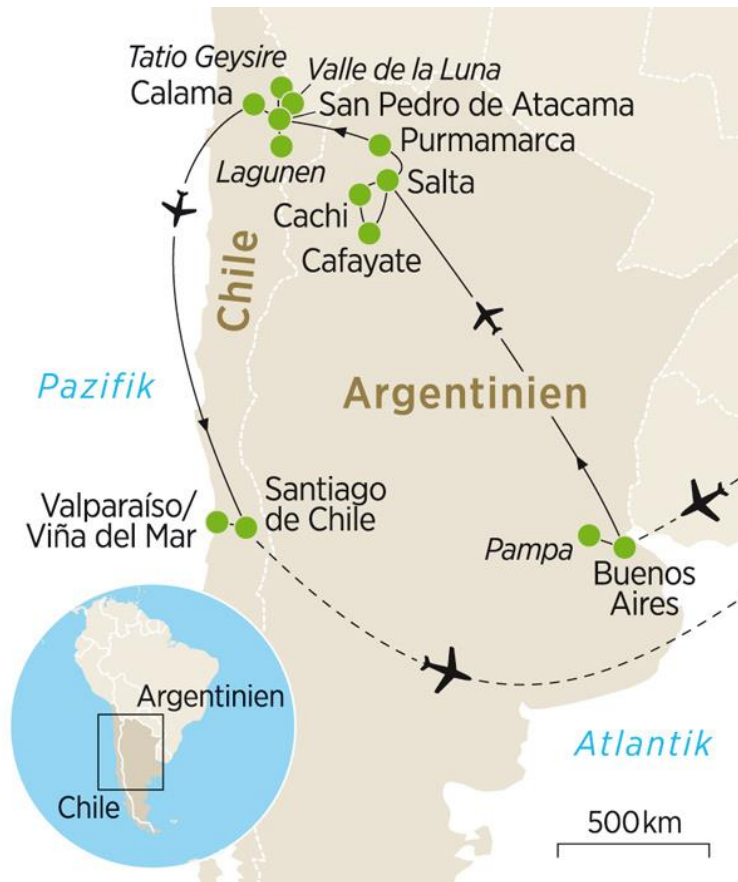 Tatio Geysire
Valle de la Luna
Calama
San Pedro de Atacama
Purmamarca
Lagunen
Salta
Cachi
Cafayate
Chile
Pazifik
Argentinien
Valparaíso/
Viña del Mar
Santiago
de Chile
Pampa
Buenos
Aires
Argentinien
Chile
Atlantik
500 km